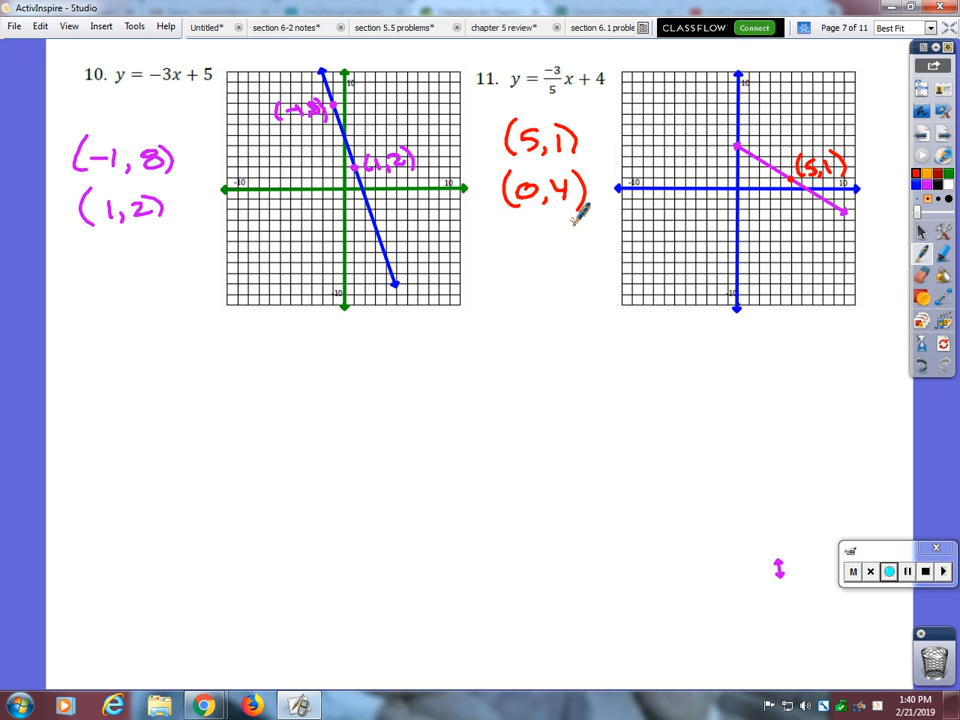 ActivInspire - Studio
File Edit View Insert Tools Help
Untitled* section 6-2 notes* section 5.5 problems* chapter 5 review* section 6.1 proble
CLASSFLOW Connect
Page 7 of 11 Best Fit
10. y = −3x + 5
(-1, 8)
(1, 2)
10
-10
10
(-1, 8)
(1, 2)
11. y = −3/5 x + 4
(5, 1)
(0, 4)
10
-10
10
(5, 1)
M
1:40 PM
2/21/2019